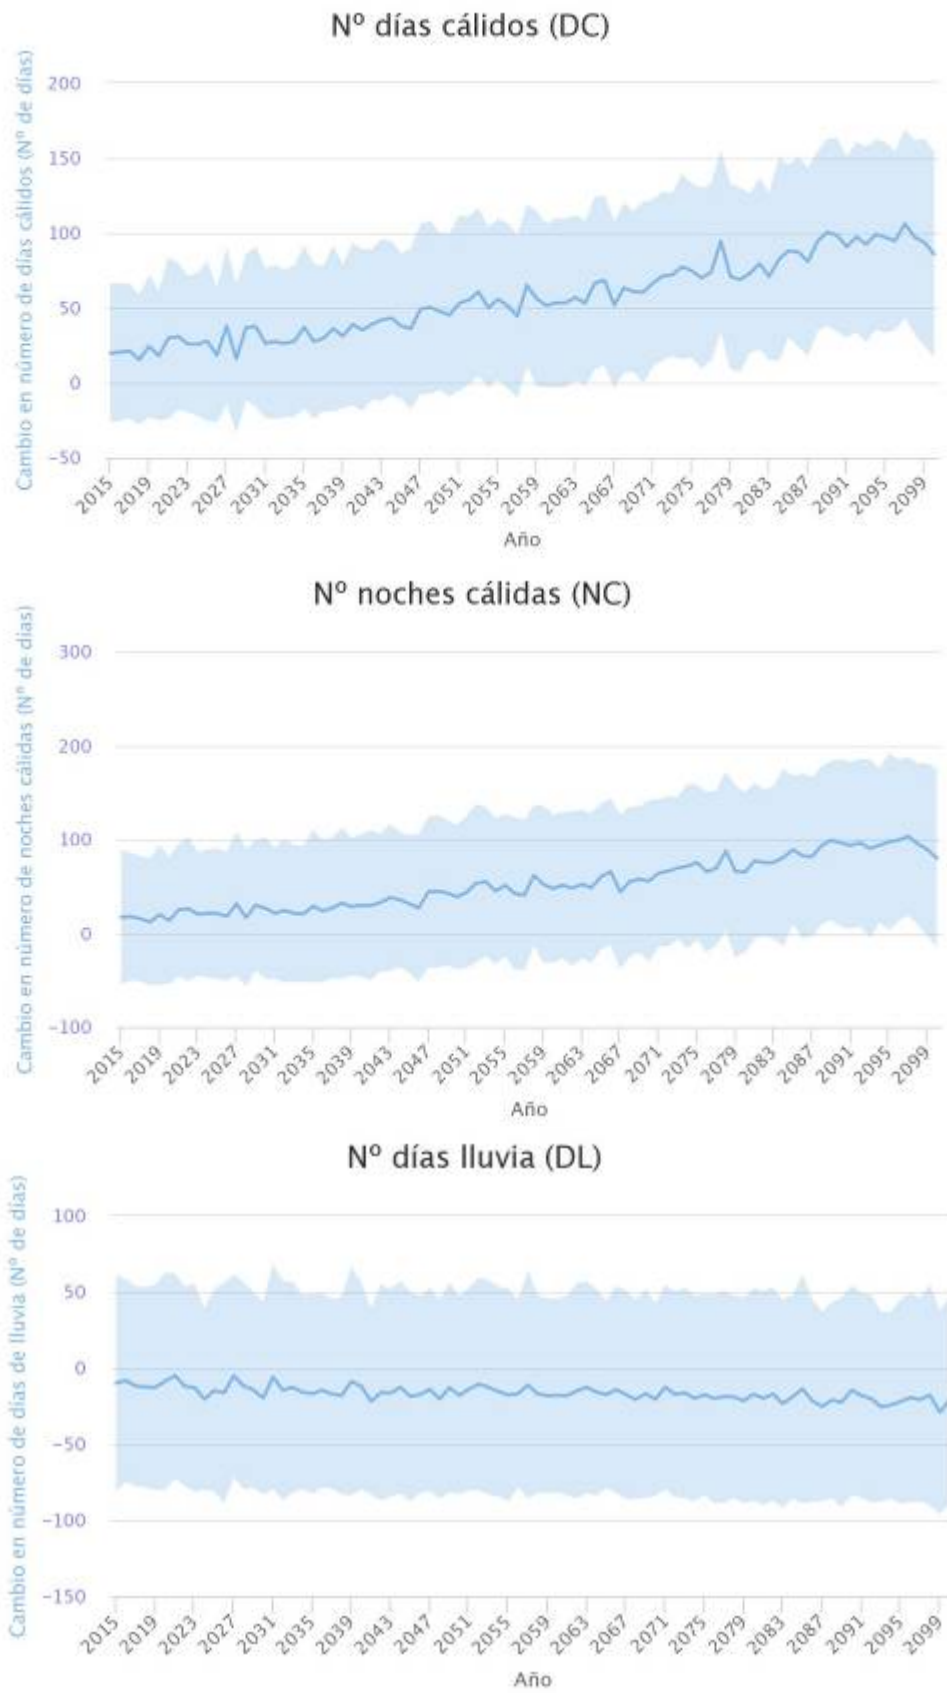 Nº días cálidos (DC)
Cambio en número de días cálidos (Nº de días)
200
150
100
50
0
−50
2015 2019 2023 2027 2031 2035 2039 2043 2047 2051 2055 2059 2063 2067 2071 2075 2079 2083 2087 2091 2095 2099
Año
Nº noches cálidas (NC)
Cambio en número de noches cálidas (Nº de días)
300
200
100
0
−100
2015 2019 2023 2027 2031 2035 2039 2043 2047 2051 2055 2059 2063 2067 2071 2075 2079 2083 2087 2091 2095 2099
Año
Nº días lluvia (DL)
Cambio en número de días de lluvia (Nº de días)
100
50
0
−50
−100
−150
2015 2019 2023 2027 2031 2035 2039 2043 2047 2051 2055 2059 2063 2067 2071 2075 2079 2083 2087 2091 2095 2099
Año